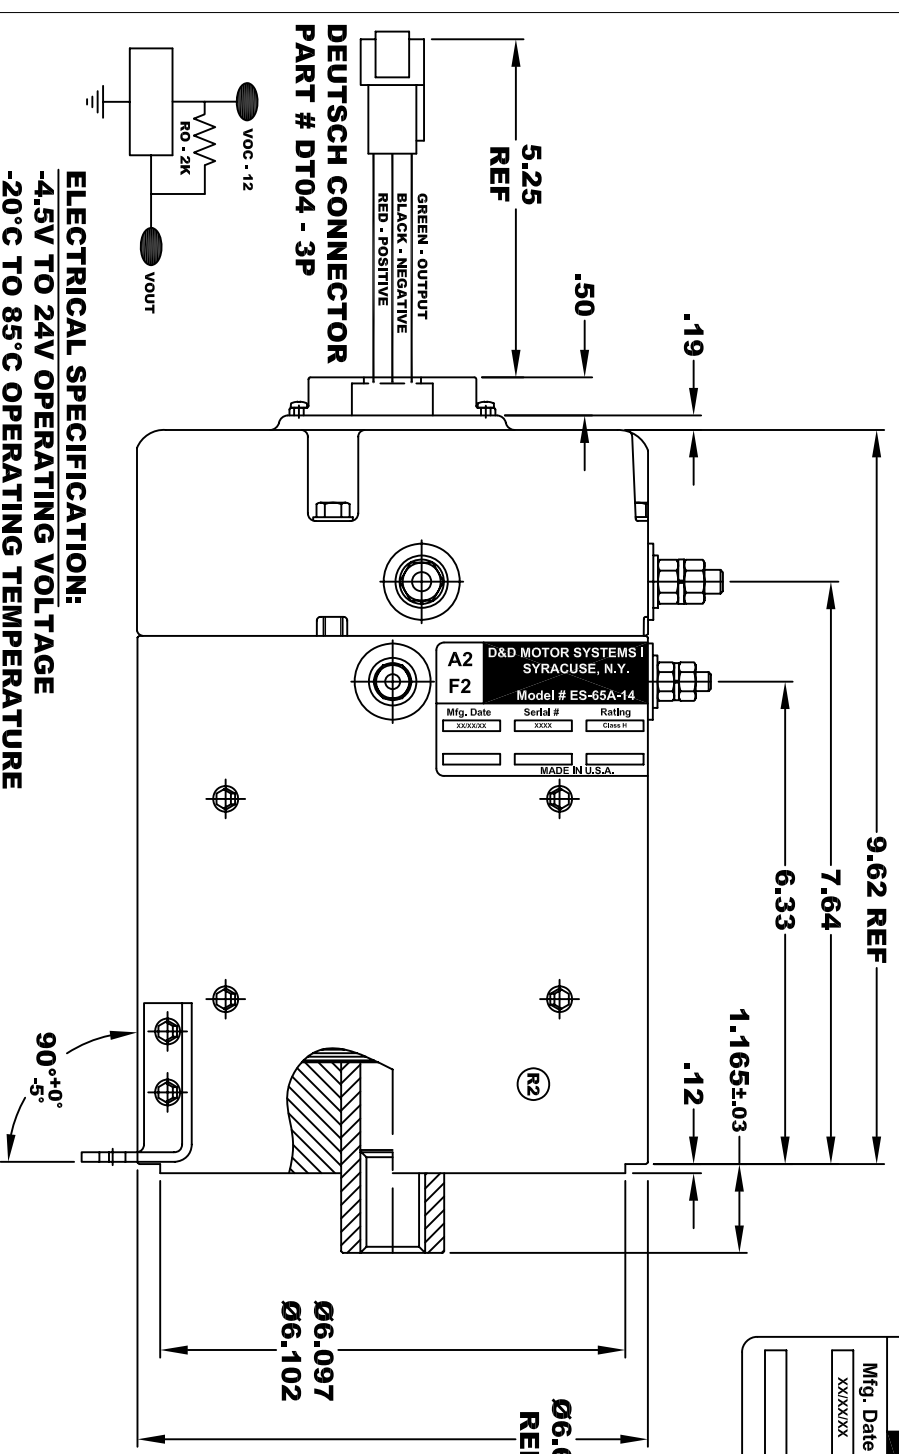 5.25
REF
.50
.19
DEUTSCH CONNECTOR
PART # DT04 - 3P
GREEN - OUTPUT
BLACK - NEGATIVE
RED - POSITIVE
VOC - 12
RO - 2K
VOUT
ELECTRICAL SPECIFICATION:
-4.5V TO 24V OPERATING VOLTAGE
-20°C TO 85°C OPERATING TEMPERATURE
A2
F2
D&D MOTOR SYSTEMS I
SYRACUSE, N.Y.
Model # ES-65A-14
Mfg. Date
Serial #
Rating
XX/XX/XX
XXXX
Class H
MADE IN U.S.A.
9.62 REF
7.64
6.33
1.165±.03
.12
R2
90°+0°
-5°
Ø6.097
Ø6.102
Mfg. Date
XX/XX/XX